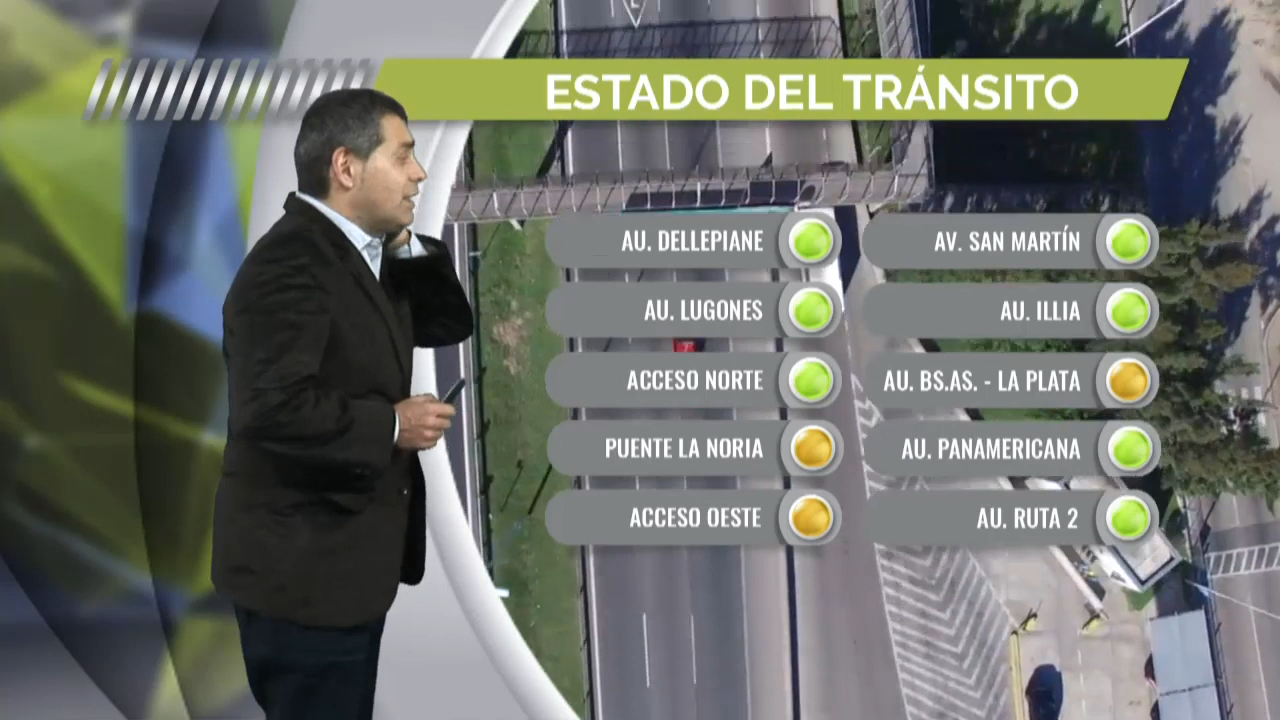 ESTADO DEL TRÁNSITO
AU. DELLEPIANE
AU. LUGONES
ACCESO NORTE
PUENTE LA NORIA
ACCESO OESTE
AV. SAN MARTÍN
AU. ILLIA
AU. BS.AS. - LA PLATA
AU. PANAMERICANA
AU. RUTA 2